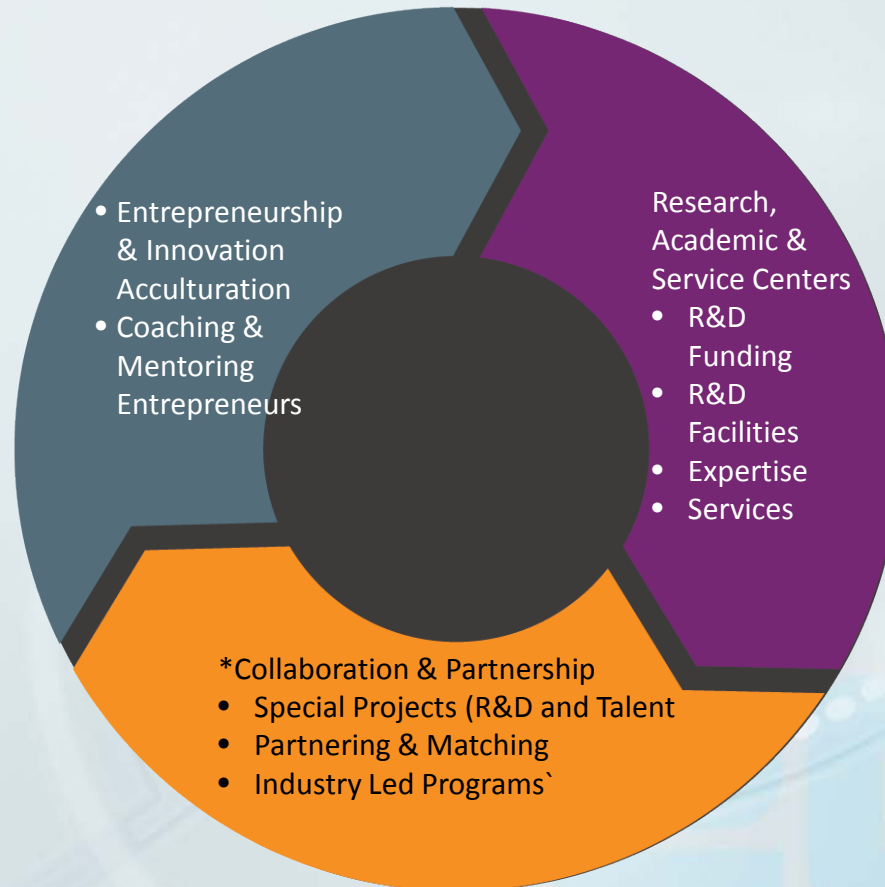 • Entrepreneurship
& Innovation
Acculturation
• Coaching &
Mentoring
Entrepreneurs
Research,
Academic &
Service Centers
• R&D
Funding
• R&D
Facilities
• Expertise
• Services
*Collaboration & Partnership
• Special Projects (R&D and Talent
• Partnering & Matching
• Industry Led Programs`